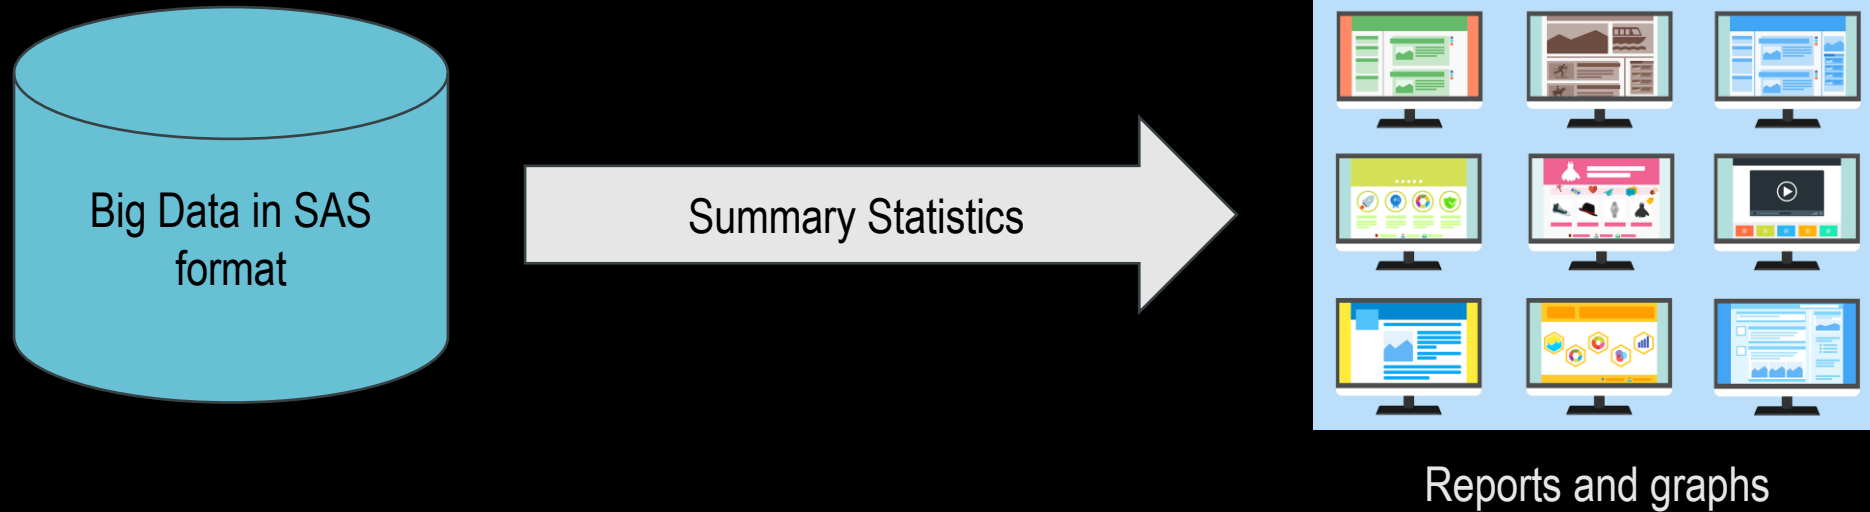 Big Data in SAS
format
Summary Statistics
Reports and graphs